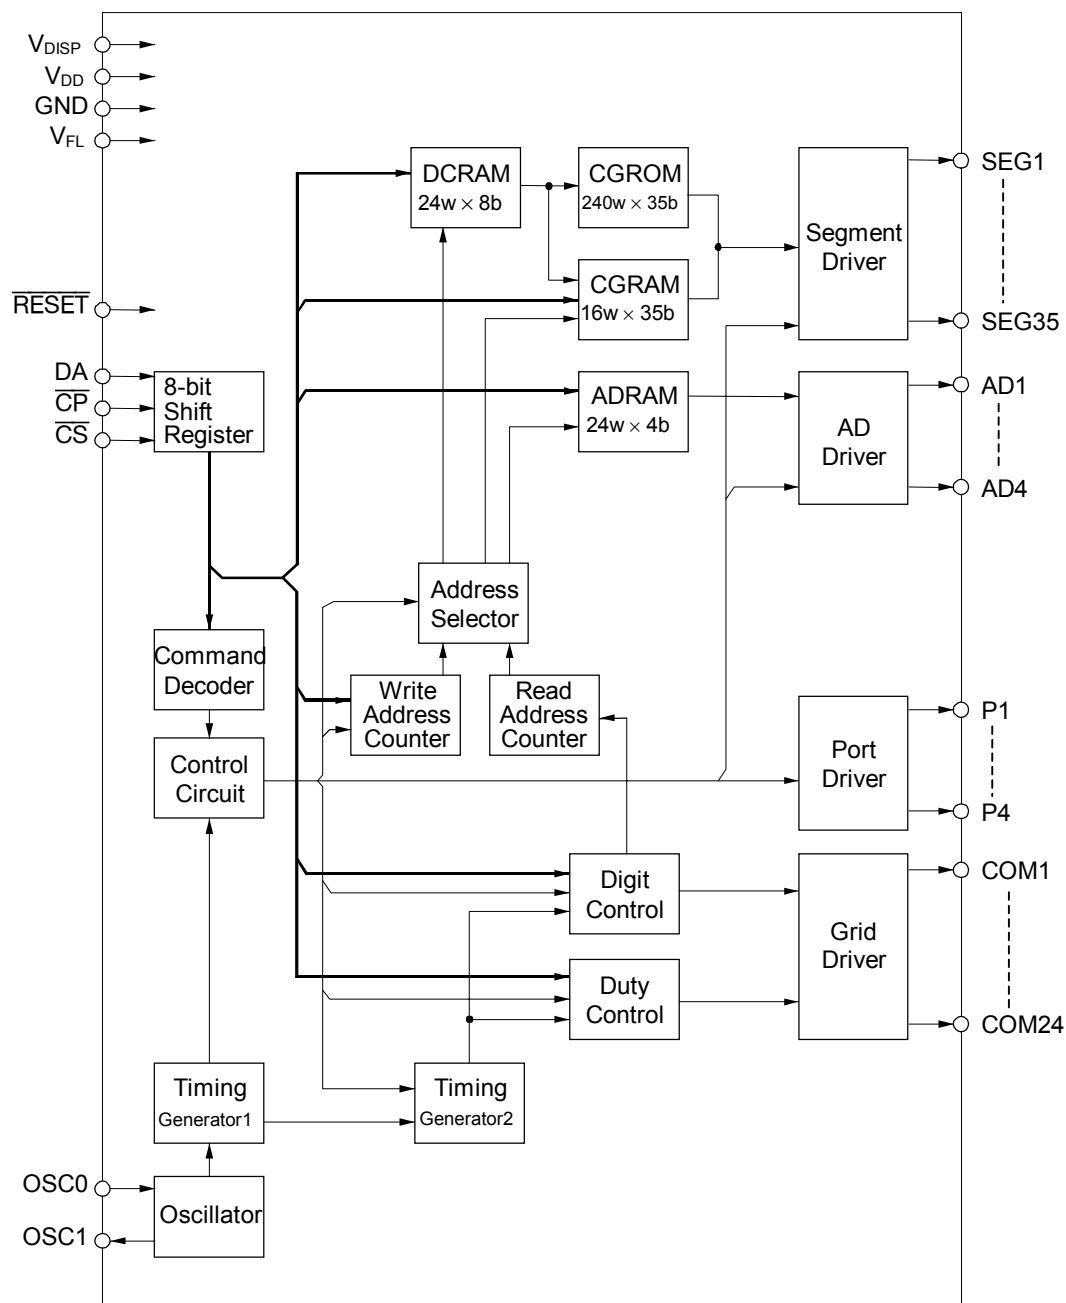 VDISP
VDD
GND
VFL
RESET
DA
CP
CS
8-bit
Shift
Register
DCRAM
24w × 8b
CGROM
240w × 35b
CGRAM
16w × 35b
ADRAM
24w × 4b
Segment
Driver
SEG1
SEG35
AD
Driver
AD1
AD4
Address
Selector
Command
Decoder
Write
Address
Counter
Read
Address
Counter
Control
Circuit
Port
Driver
P1
P4
Digit
Control
Duty
Control
Grid
Driver
COM1
COM24
Timing
Generator1
Timing
Generator2
OSC0
OSC1
Oscillator